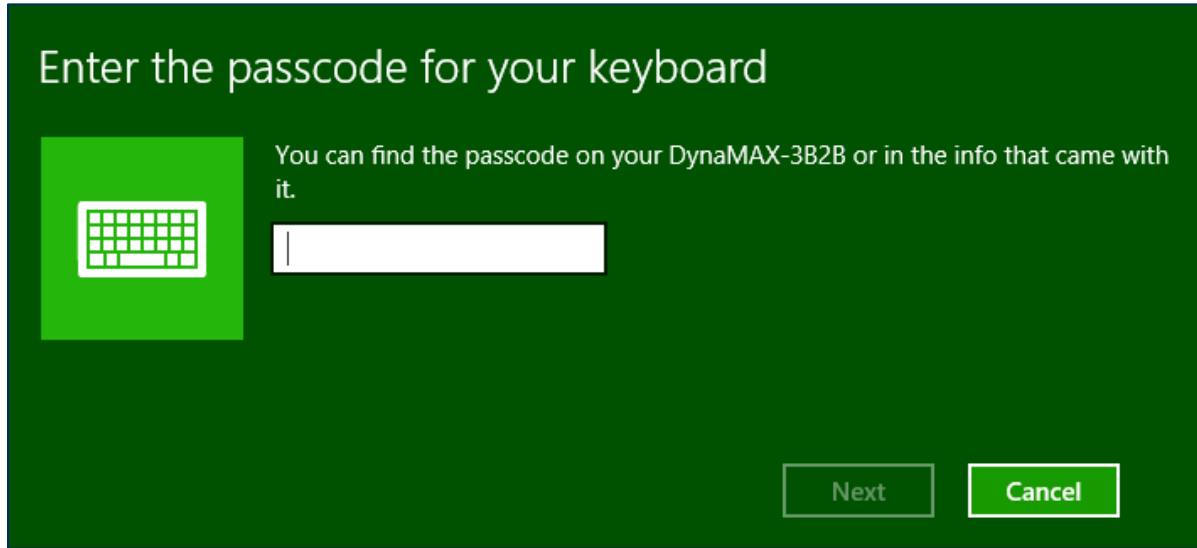 Enter the passcode for your keyboard
You can find the passcode on your DynaMAX-3B2B or in the info that came with
it.
Next
Cancel